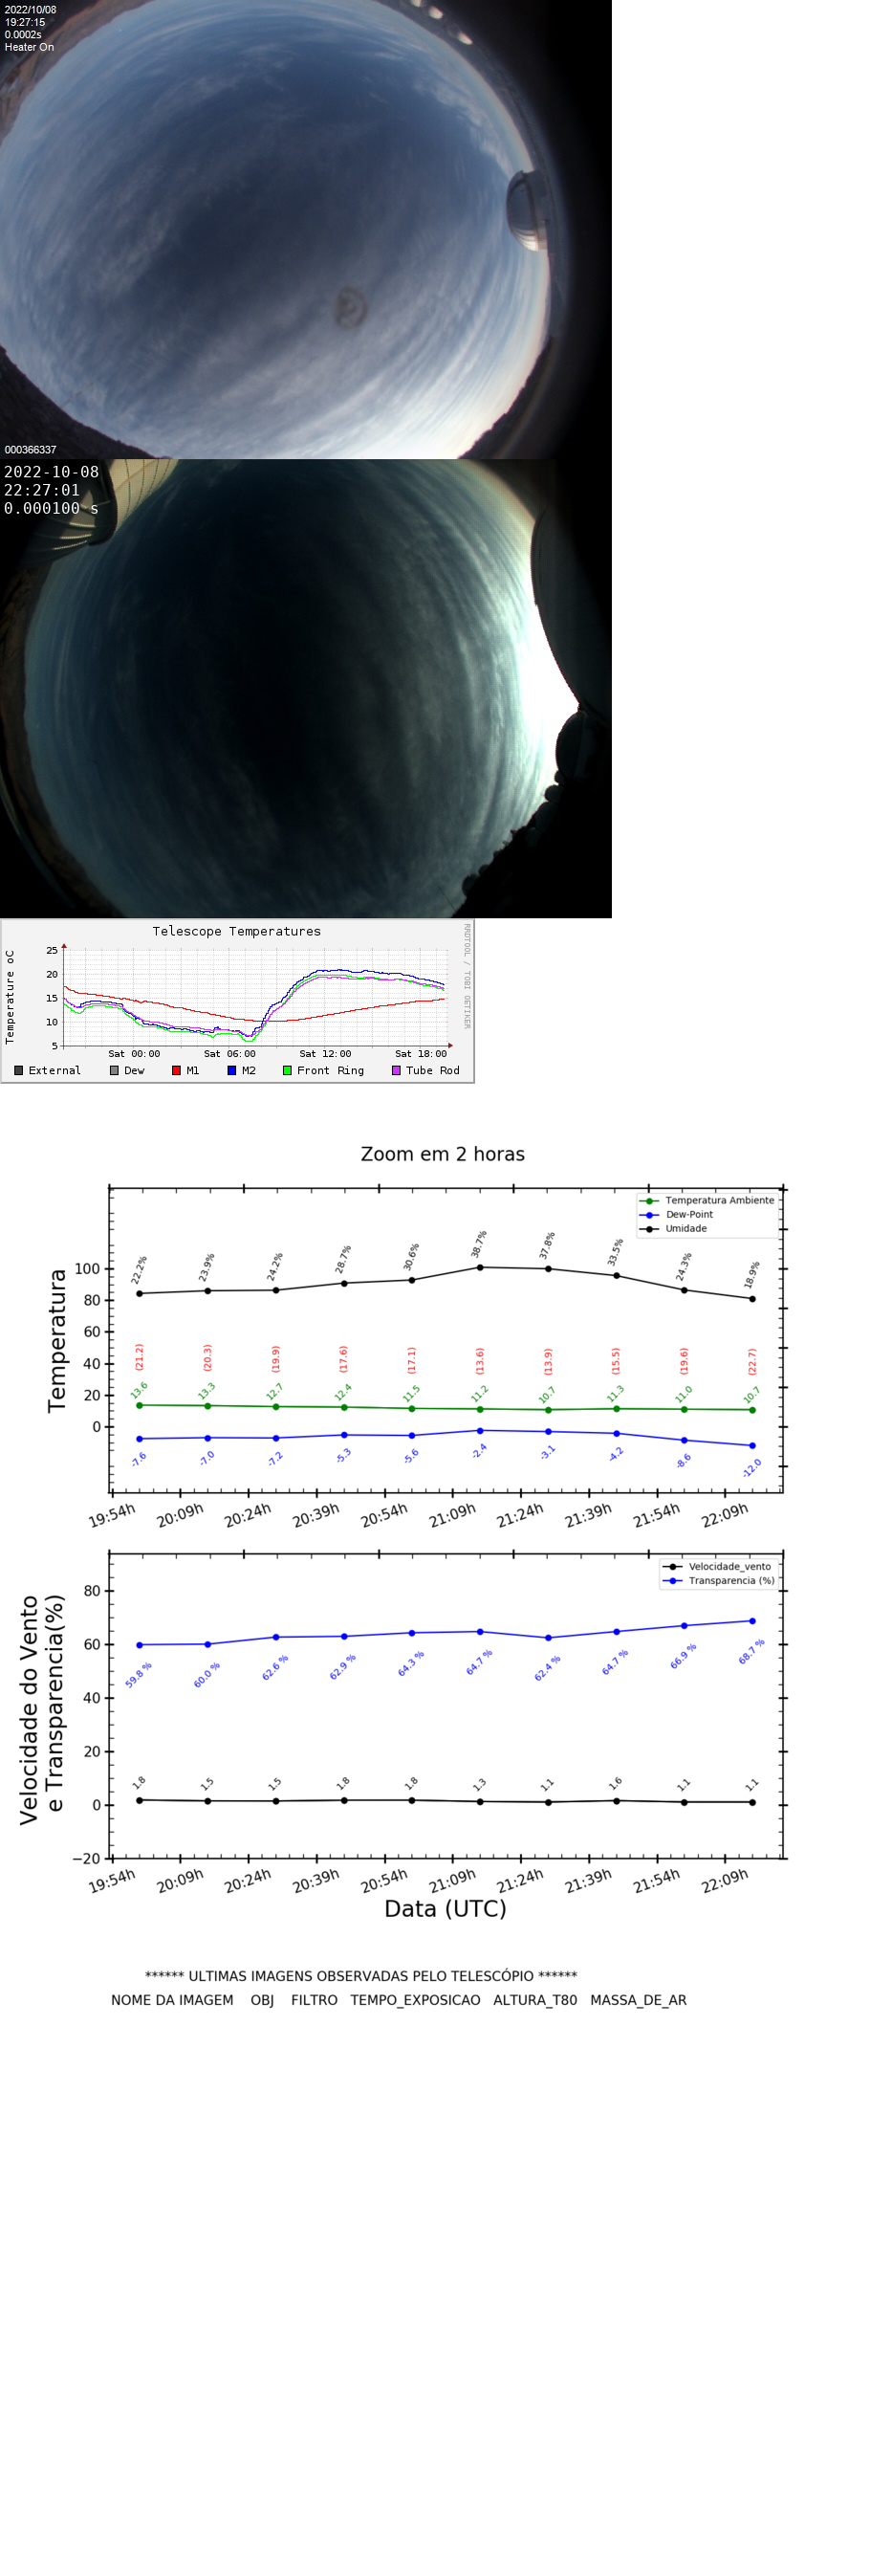 2022/10/08
19:27:15
0.0002s
Heater On
000366337
2022-10-08
22:27:01
0.000100 s
Telescope Temperatures
RRDTOOL / TOBI OETIKER
Temperature oC
25
20
15
10
5
Sat 00:00 Sat 06:00 Sat 12:00 Sat 18:00
External Dew M1 M2 Front Ring Tube Rod
Zoom em 2 horas
Temperatura Ambiente
Dew-Point
Umidade
Temperatura
100
80
60
40
20
0
22.2% 23.9% 24.2% 28.7% 30.6% 38.7% 37.8% 33.5% 24.3% 18.9%
(21.2) (20.3) (19.9) (17.6) (17.1) (13.6) (13.9) (15.5) (19.6) (22.7)
13.6 13.3 12.7 12.4 11.5 11.2 10.7 11.3 11.0 10.7
-7.6 -7.0 -7.2 -5.3 -5.6 -2.4 -3.1 -4.2 -8.6 -12.0
19:54h 20:09h 20:24h 20:39h 20:54h 21:09h 21:24h 21:39h 21:54h 22:09h
Velocidade_vento
Transparencia (%)
Velocidade do Vento
e Transparencia(%)
80
60
40
20
0
−20
59.8 % 60.0 % 62.6 % 62.9 % 64.3 % 64.7 % 62.4 % 64.7 % 66.9 % 68.7 %
1.8 1.5 1.5 1.8 1.8 1.3 1.1 1.6 1.1 1.1
19:54h 20:09h 20:24h 20:39h 20:54h 21:09h 21:24h 21:39h 21:54h 22:09h
Data (UTC)
****** ULTIMAS IMAGENS OBSERVADAS PELO TELESCÓPIO ******
NOME DA IMAGEM OBJ FILTRO TEMPO_EXPOSICAO ALTURA_T80 MASSA_DE_AR